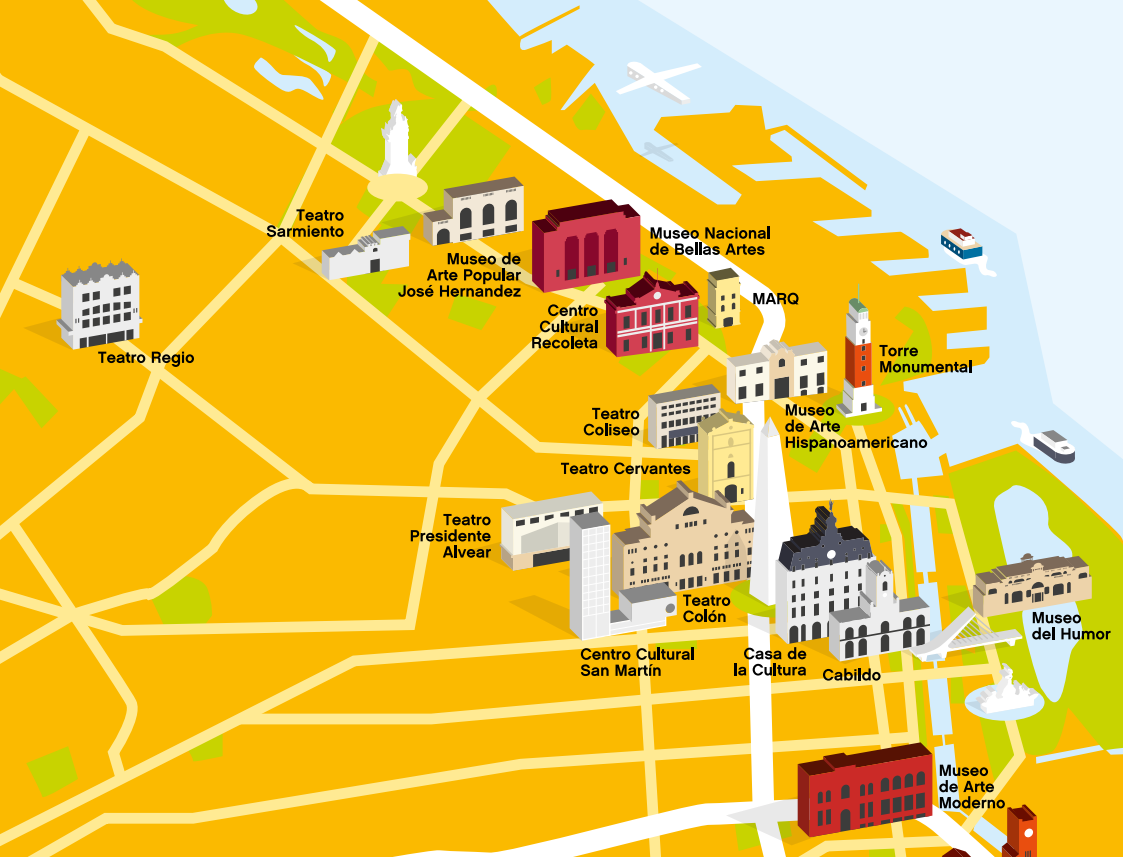 Teatro
Sarmiento
Museo de
Arte Popular
José Hernandez
Museo Nacional
de Bellas Artes
MARQ
Centro
Cultural
Recoleta
Teatro Regio
Torre
Monumental
Museo
de Arte
Hispanoamericano
Teatro
Coliseo
Teatro Cervantes
Teatro
Presidente
Alvear
Teatro
Colón
Museo
del Humor
Centro Cultural
San Martín
Casa de
la Cultura
Cabildo
Museo
de Arte
Moderno